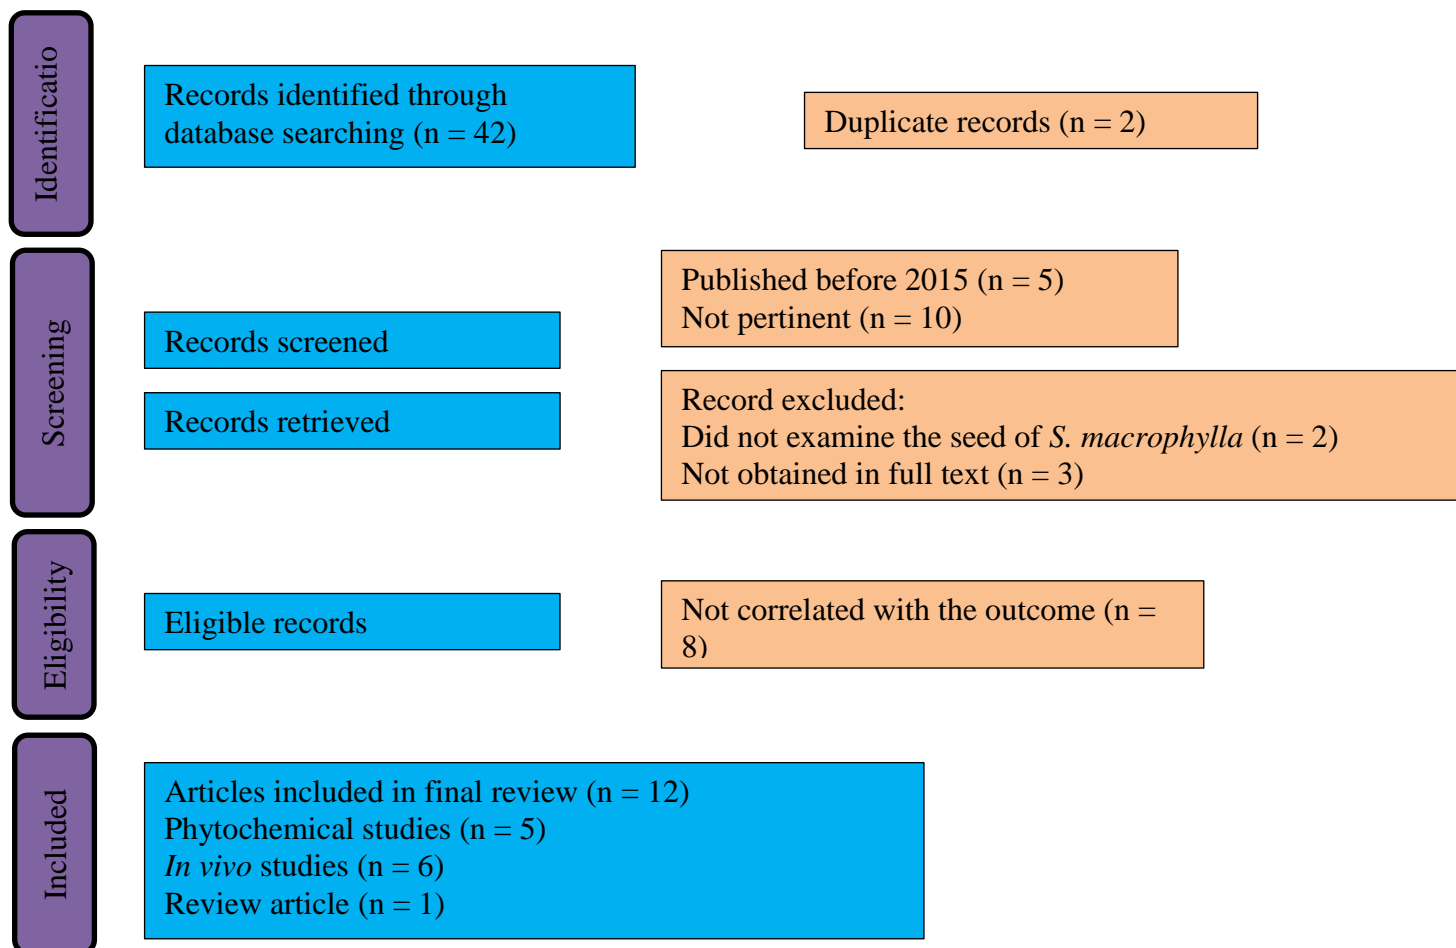 Identificatio
Records identified through
database searching (n = 42)
Duplicate records (n = 2)
Screening
Published before 2015 (n = 5)
Not pertinent (n = 10)
Records screened
Records retrieved
Record excluded:
Did not examine the seed of S. macrophylla (n = 2)
Not obtained in full text (n = 3)
Eligibility
Eligible records
Not correlated with the outcome (n =
8)
Included
Articles included in final review (n = 12)
Phytochemical studies (n = 5)
In vivo studies (n = 6)
Review article (n = 1)